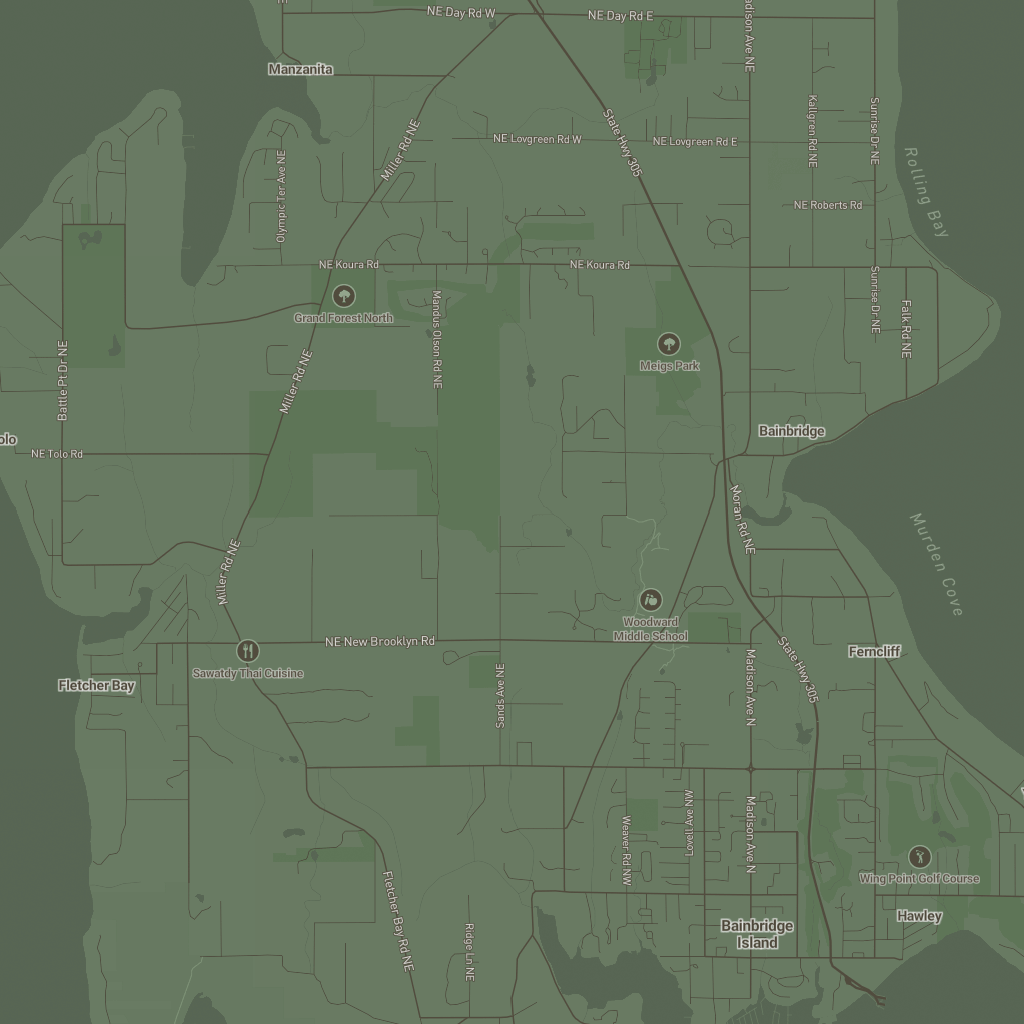 NE Day Rd W
NE Day Rd E
Madison Ave NE
Manzanita
Miller Rd NE
State Hwy 305
Kallgren Rd NE
Sunrise Dr NE
NE Lovgreen Rd W
NE Lovgreen Rd E
Olympic Ter Ave NE
Rolling Bay
NE Roberts Rd
NE Koura Rd
NE Koura Rd
Grand Forest North
Mandus Olson Rd NE
Sunrise Dr NE
Falk Rd NE
Battle Pt Dr NE
Miller Rd NE
Meigs Park
Bainbridge
olo
NE Tolo Rd
Moran Rd NE
Murden Cove
Miller Rd NE
Woodward
Middle School
NE New Brooklyn Rd
Sawatdy Thai Cuisine
Fletcher Bay
Sands Ave NE
Madison Ave N
State Hwy 305
Ferncliff
Weaver Rd NW
Lovell Ave NW
Madison Ave N
Wing Point Golf Course
Fletcher Bay Rd NE
Ridge Ln NE
Bainbridge
Island
Hawley